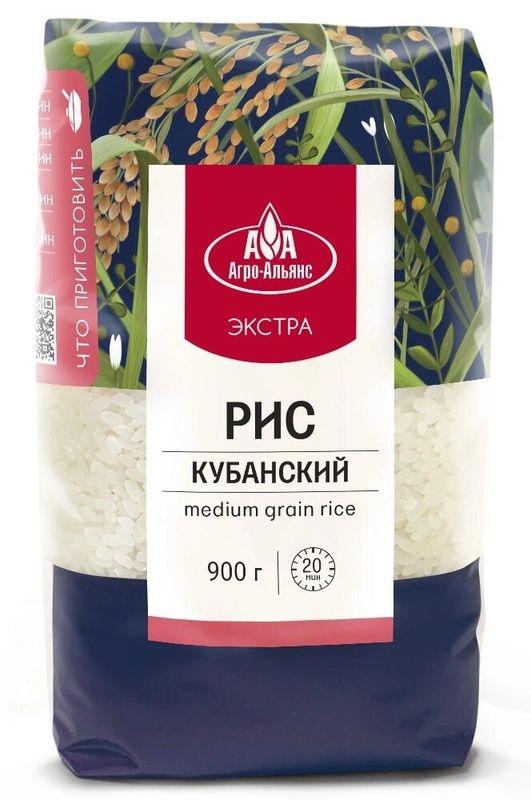 АА
Агро-Альянс
ЭКСТРА
РИС
КУБАНСКИЙ
medium grain rice
900 г
20
мин
ЧТО ПРИГОТОВИТЬ